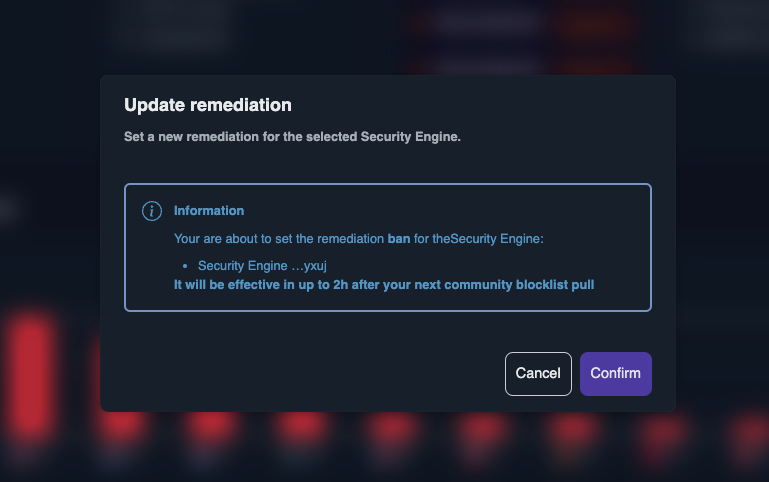 Update remediation
Set a new remediation for the selected Security Engine.
Information
Your are about to set the remediation ban for theSecurity Engine:
• Security Engine ...yxuj
It will be effective in up to 2h after your next community blocklist pull
Cancel Confirm